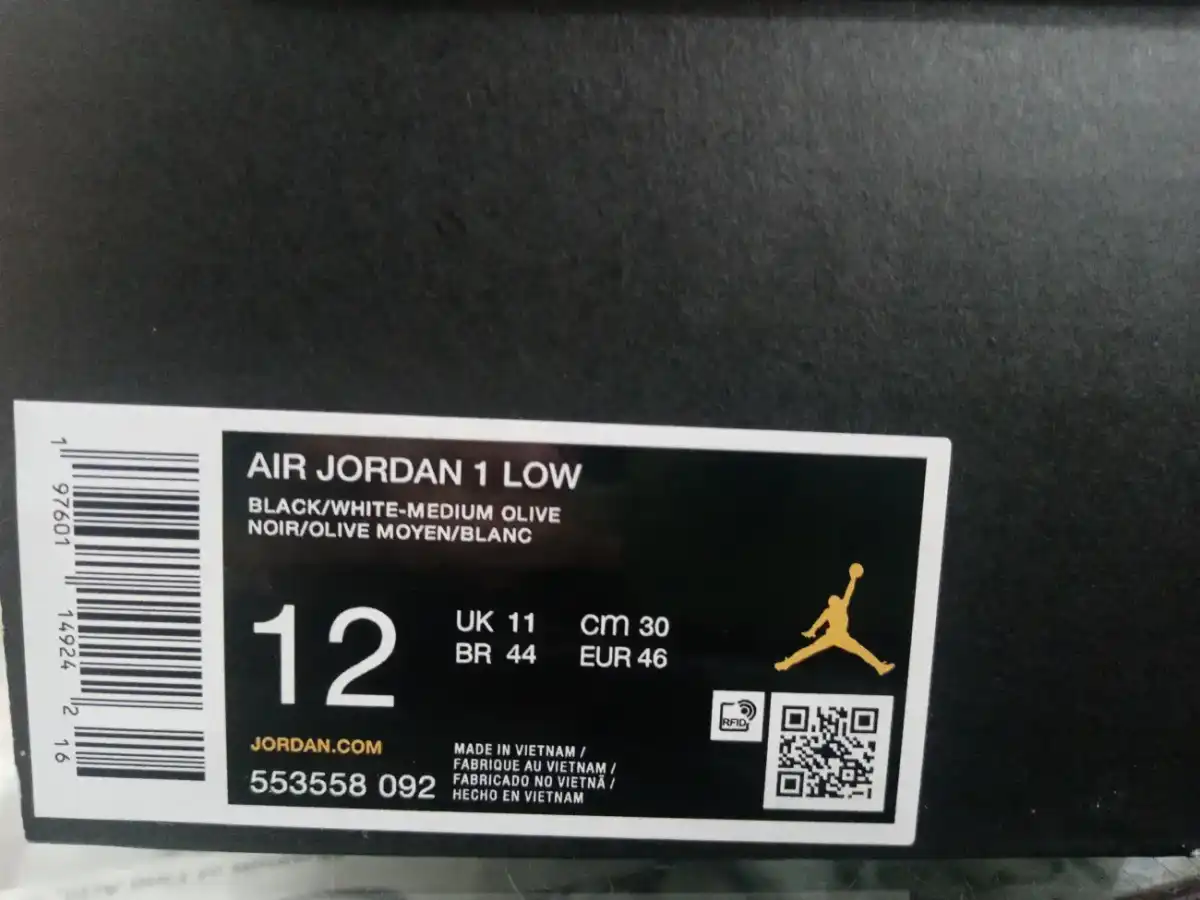 AIR JORDAN 1 LOW
BLACK/WHITE-MEDIUM OLIVE
NOIR/OLIVE MOYEN/BLANC
12
UK 11
BR 44
cm 30
EUR 46
RFID
JORDAN.COM
553558 092
MADE IN VIETNAM /
FABRIQUE AU VIETNAM /
FABRICADO NO VIETNÃ /
HECHO EN VIETNAM
1 97601 14924 2 16